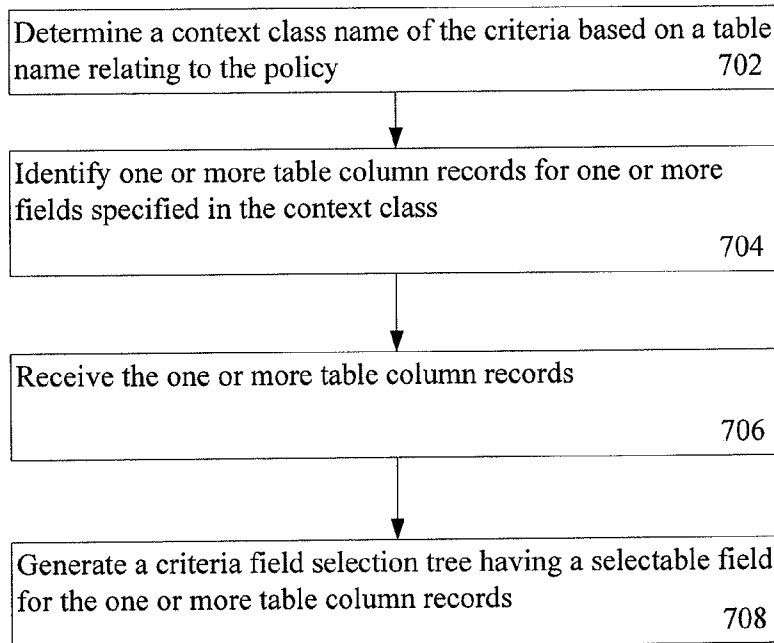 Determine a context class name of the criteria based on a table
name relating to the policy
702
Identify one or more table column records for one or more
fields specified in the context class
704
Receive the one or more table column records
706
Generate a criteria field selection tree having a selectable field
for the one or more table column records
708